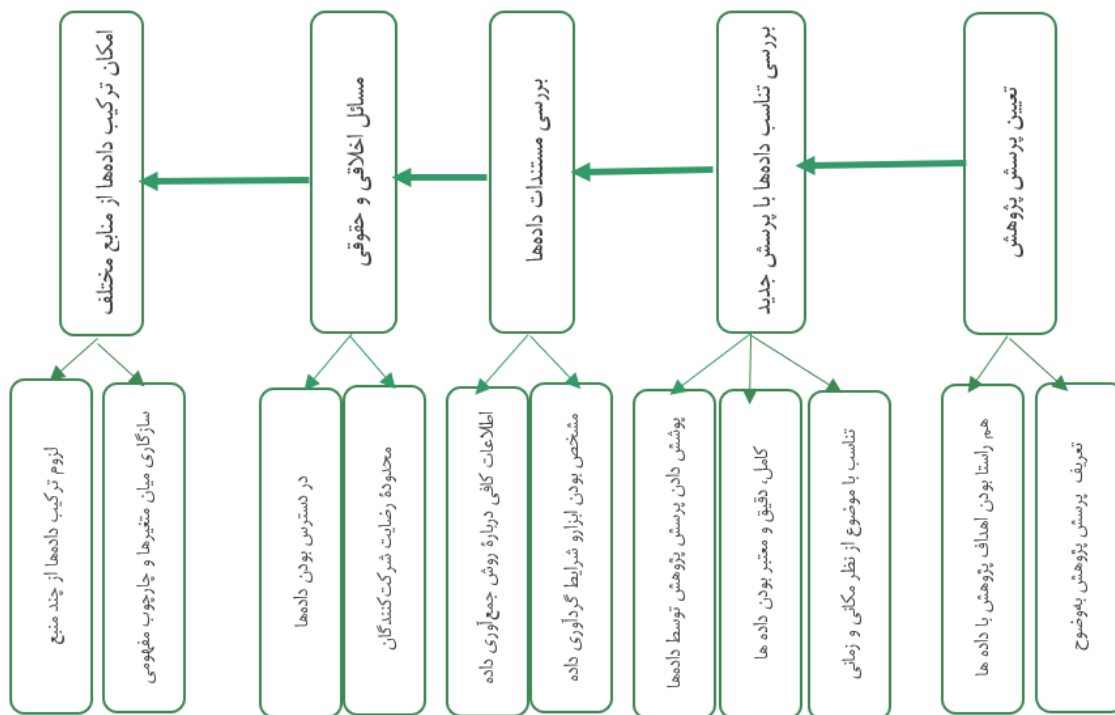 تعیین پرسش پژوهش
بررسی تناسب داده‌ها با پرسش جدید
بررسی مستندات داده‌ها
مسائل اخلاقی و حقوقی
امکان ترکیب داده‌ها از منابع مختلف
تعریف پرسش پژوهش به‌وضوح
هم راستا بودن اهداف پژوهش با داده ها
تناسب با موضوع از نظر مکانی و زمانی
کامل، دقیق و معتبر بودن داده ها
پوشش دادن پرسش پژوهش توسط داده‌ها
مشخص بودن ابزارو شرایط گردآوری داده
اطلاعات کافی دربارهٔ روش جمع‌آوری داده
محدودهٔ رضایت شرکت‌کنندگان
در دسترس بودن داده‌ها
سازگاری میان متغیرها و چارچوب مفهومی
لزوم ترکیب داده‌ها از چند منبع